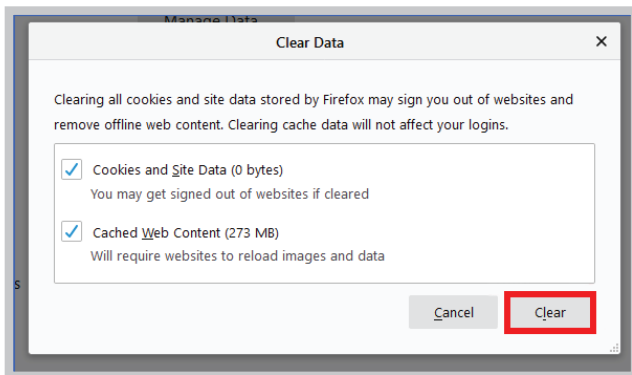 Manage Data
Clear Data
Clearing all cookies and site data stored by Firefox may sign you out of websites and
remove offline web content. Clearing cache data will not affect your logins.
Cookies and Site Data (0 bytes)
You may get signed out of websites if cleared
Cached Web Content (273 MB)
Will require websites to reload images and data
s
Cancel
Clear